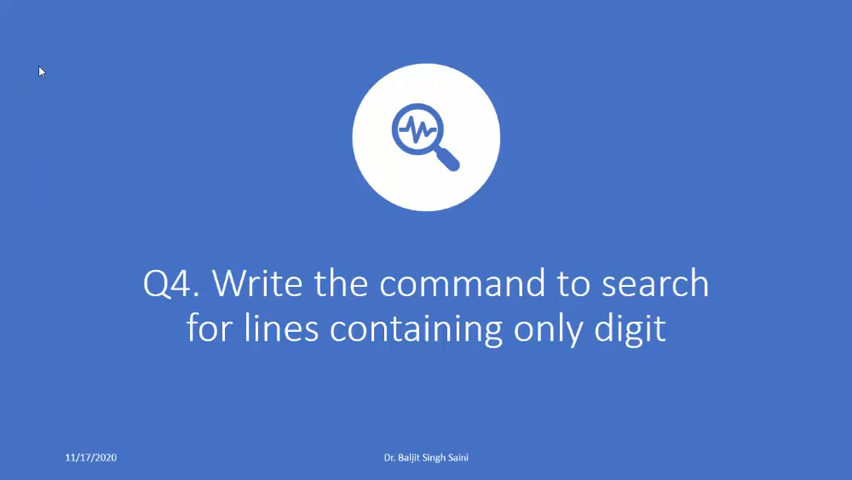 Q4. Write the command to search
for lines containing only digit
11/17/2020
Dr. Baljit Singh Saini